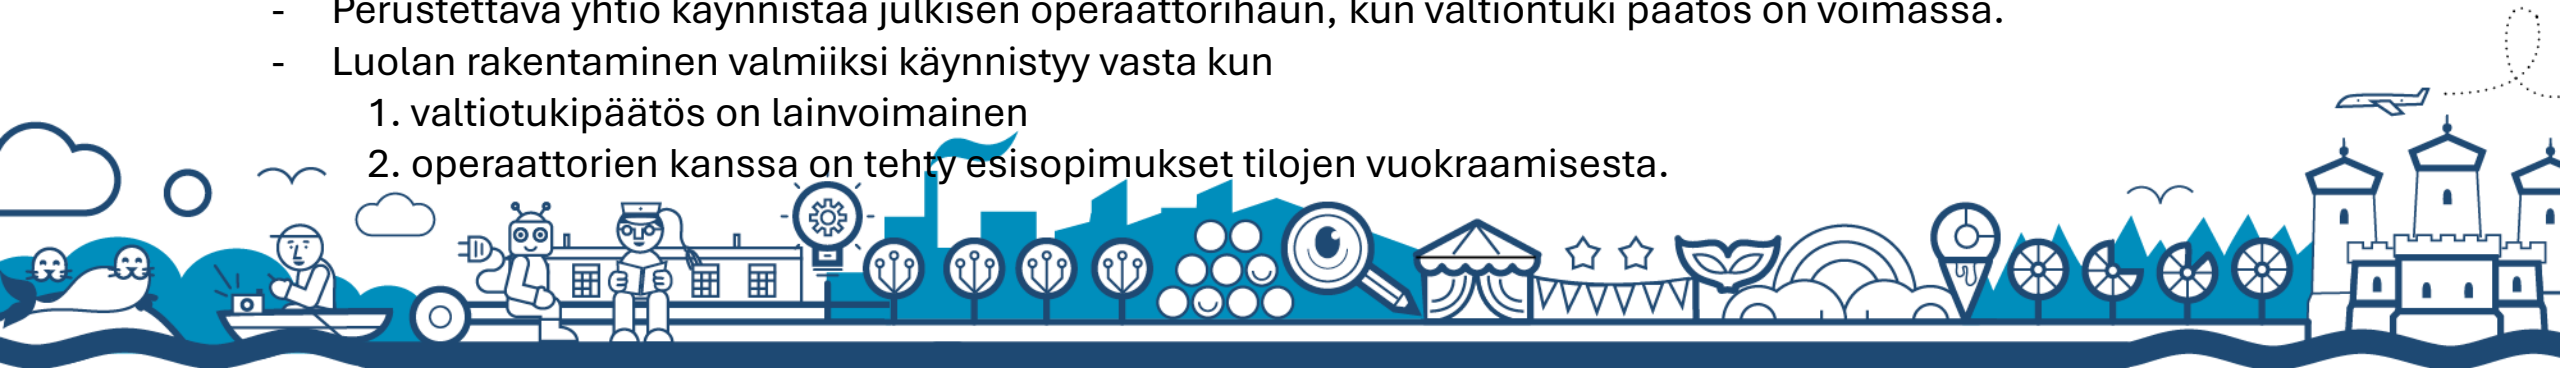 - Perustettava yhtiö käynnistää julkisen operaattorihaun, kun valtiontuki päätös on voimassa.
- Luolan rakentaminen valmiiksi käynnistyy vasta kun
1. valtiotukipäätös on lainvoimainen
2. operaattorien kanssa on tehty esisopimukset tilojen vuokraamisesta.